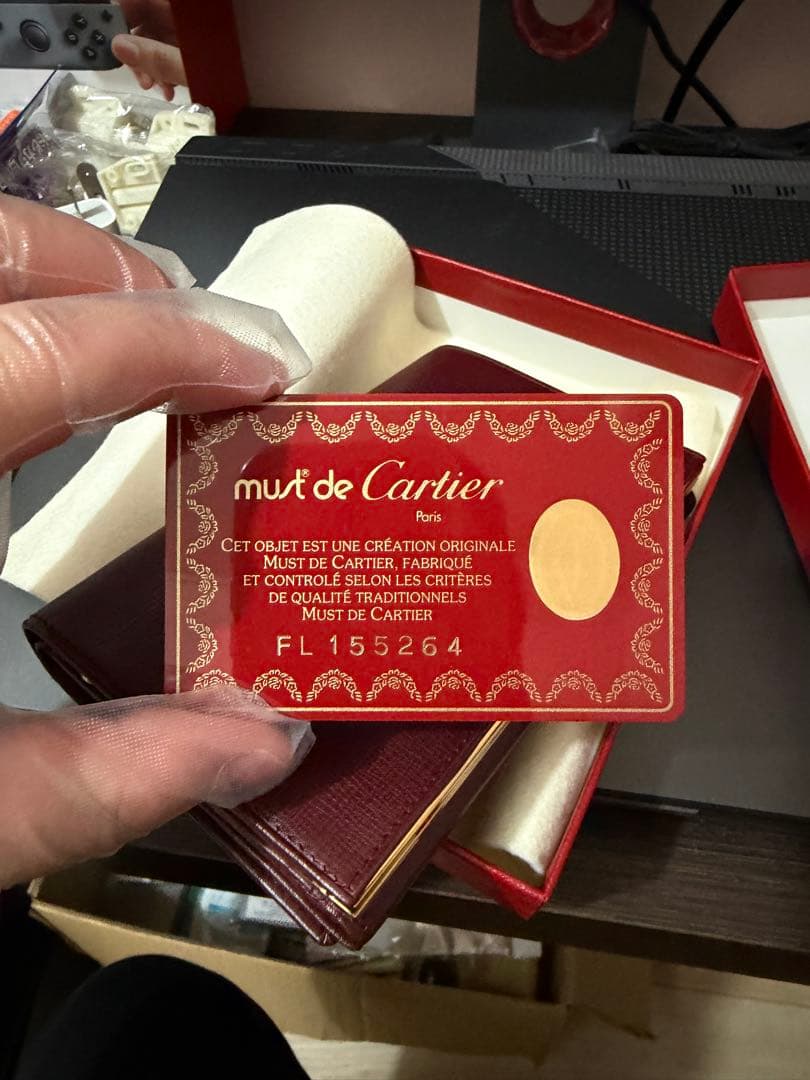 must® de Cartier
Paris
CET OBJET EST UNE CRÉATION ORIGINALE
MUST DE CARTIER, FABRIQUÉ
ET CONTROLÉ SELON LES CRITÈRES
DE QUALITÉ TRADITIONNELS
MUST DE CARTIER
FL 155264